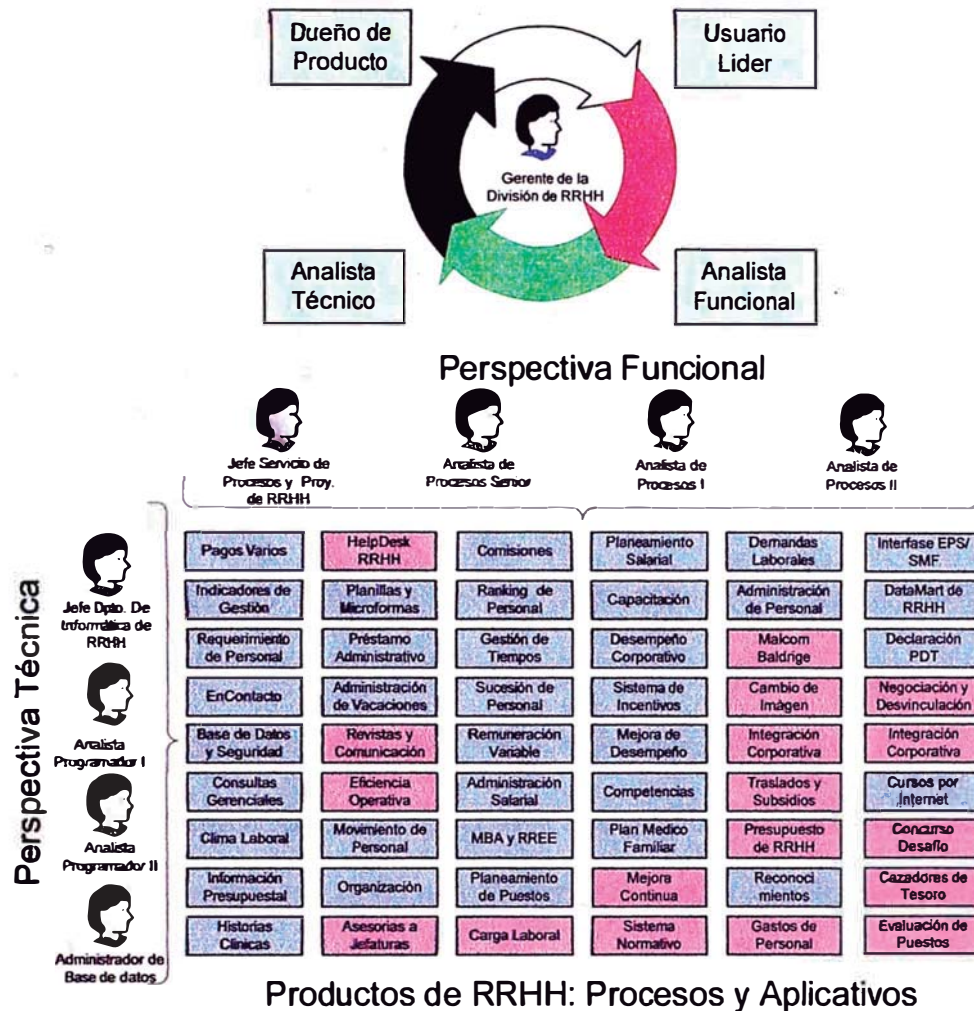 Dueño de
Producto
Usuario
Lider
Gerente de la
División de RRHH
Analista
Técnico
Analista
Funcional
Perspectiva Funcional
Jefe Servicio de
Procesos y Proy.
de RRHH
Analista de
Procesos Senior
Analista de
Procesos I
Analista de
Procesos II
Perspectiva Técnica
Jefe Dpto. De
Informática de
RRHH
Analista
Programador I
Analista
Programador II
Administrador de
Base de datos
Pagos Varios
HelpDesk
RRHH
Comisiones
Planeamiento
Salarial
Demandas
Laborales
Interfase EPS/
SMF
Indicadores de
Gestión
Planillas y
Microformas
Ranking de
Personal
Capacitación
Administración
de Personal
DataMart de
RRHH
Requerimiento
de Personal
Préstamo
Administrativo
Gestión de
Tiempos
Desempeño
Corporativo
Malcom
Baldrige
Declaración
PDT
EnContacto
Administración
de Vacaciones
Sucesión de
Personal
Sistema de
Incentivos
Cambio de
Imàgen
Negociación y
Desvinculación
Base de Datos
y Seguridad
Revistas y
Comunicación
Remuneración
Variable
Mejora de
Desempeño
Integración
Corporativa
Integración
Corporativa
Consultas
Gerenciales
Eficiencia
Operativa
Administración
Salarial
Competencias
Traslados y
Subsidios
Cursos por
Internet
Clima Laboral
Movimiento de
Personal
MBA y RREE
Plan Medico
Familiar
Presupuesto
de RRHH
Concurso
Desafío
Información
Presupuestal
Organización
Planeamiento
de Puestos
Mejora
Continua
Reconoci
mientos
Cazadores de
Tesoro
Historias
Clínicas
Asesorias a
Jefaturas
Carga Laboral
Sistema
Normativo
Gastos de
Personal
Evaluación de
Puestos
Productos de RRHH: Procesos y Aplicativos